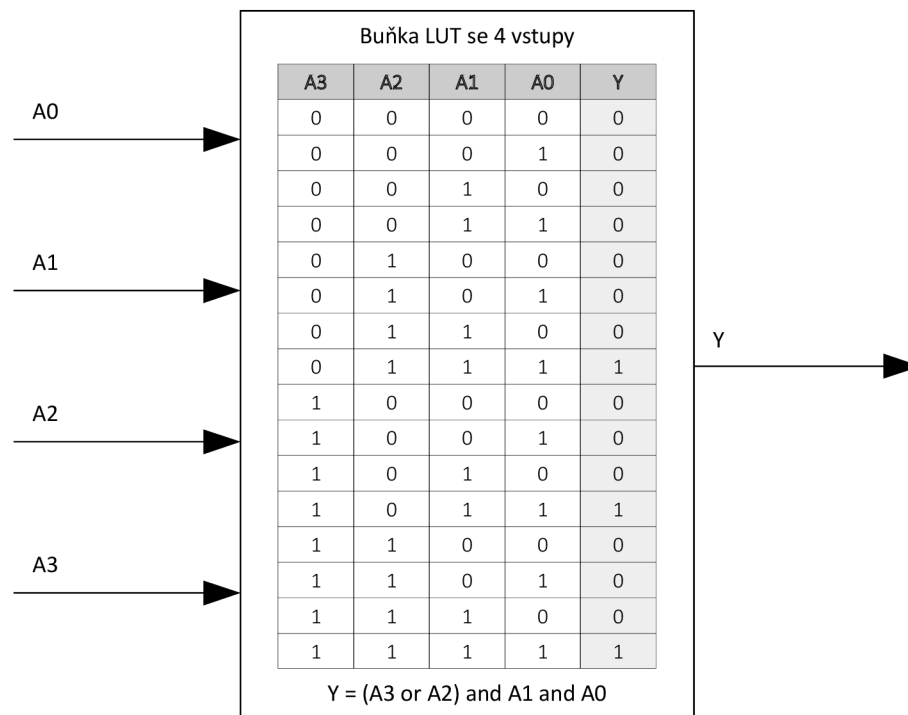 Buňka LUT se 4 vstupy
A3 A2 A1 A0 Y
0 0 0 0 0
0 0 0 1 0
0 0 1 0 0
0 0 1 1 0
0 1 0 0 0
0 1 0 1 0
0 1 1 0 0
0 1 1 1 1
1 0 0 0 0
1 0 0 1 0
1 0 1 0 0
1 0 1 1 1
1 1 0 0 0
1 1 0 1 0
1 1 1 0 0
1 1 1 1 1
Y = (A3 or A2) and A1 and A0
A0
A1
A2
A3
Y